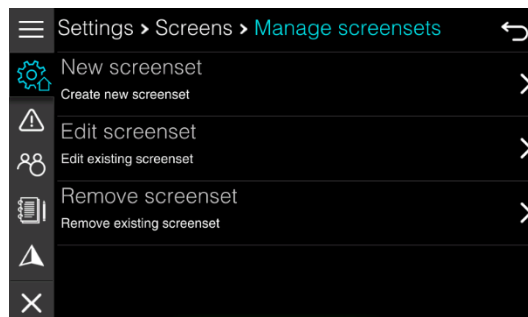 Settings > Screens > Manage screensets
New screenset
Create new screenset
Edit screenset
Edit existing screenset
Remove screenset
Remove existing screenset